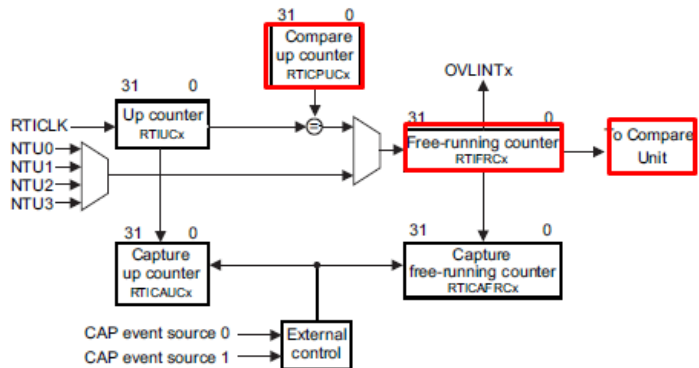 31 0
Compare
up counter
RTICPUCx
OVLINTx
31 0
Up counter
RTIUCx
RTICLK
=
31 0
Free-running counter
RTIFRCx
To Compare
Unit
NTU0
NTU1
NTU2
NTU3
31 0
Capture
up counter
RTICAUCx
31 0
Capture
free-running counter
RTICAFRCx
CAP event source 0
CAP event source 1
External
control